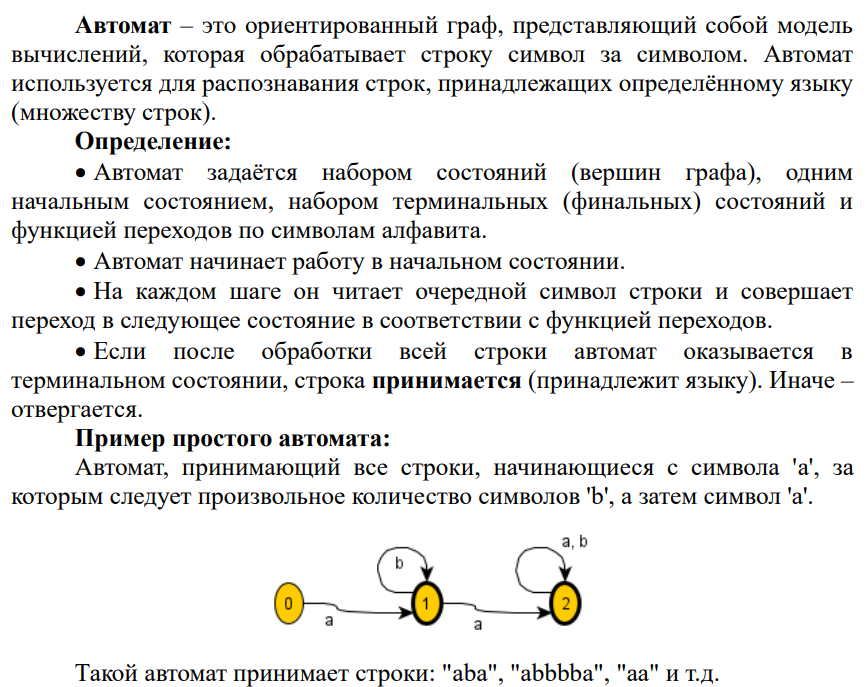 Автомат – это ориентированный граф, представляющий собой модель
вычислений, которая обрабатывает строку символ за символом. Автомат
используется для распознавания строк, принадлежащих определённому языку
(множеству строк).
Определение:
• Автомат задаётся набором состояний (вершин графа), одним
начальным состоянием, набором терминальных (финальных) состояний и
функцией переходов по символам алфавита.
• Автомат начинает работу в начальном состоянии.
• На каждом шаге он читает очередной символ строки и совершает
переход в следующее состояние в соответствии с функцией переходов.
• Если после обработки всей строки автомат оказывается в
терминальном состоянии, строка принимается (принадлежит языку). Иначе –
отвергается.
Пример простого автомата:
Автомат, принимающий все строки, начинающиеся с символа 'a', за
которым следует произвольное количество символов 'b', а затем символ 'a'.
a, b
b
0 1 2
a a
Такой автомат принимает строки: "aba", "abbbba", "aa" и т.д.